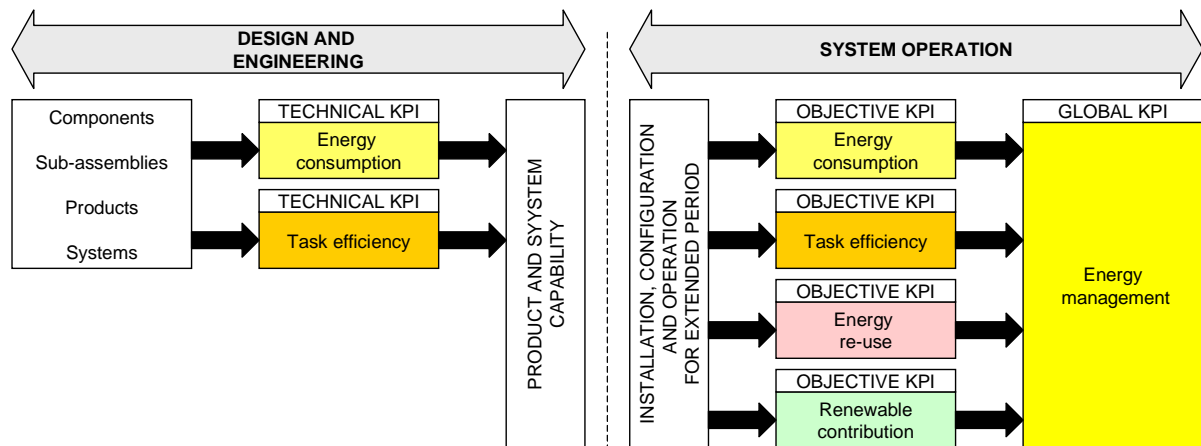 DESIGN AND
ENGINEERING
SYSTEM OPERATION
Components
Sub-assemblies
Products
Systems
TECHNICAL KPI
Energy
consumption
TECHNICAL KPI
Task efficiency
PRODUCT AND SYYSTEM
CAPABILITY
INSTALLATION, CONFIGURATION
AND OPERATION
FOR EXTENDED PERIOD
OBJECTIVE KPI
Energy
consumption
OBJECTIVE KPI
Task efficiency
OBJECTIVE KPI
Energy
re-use
OBJECTIVE KPI
Renewable
contribution
GLOBAL KPI
Energy
management